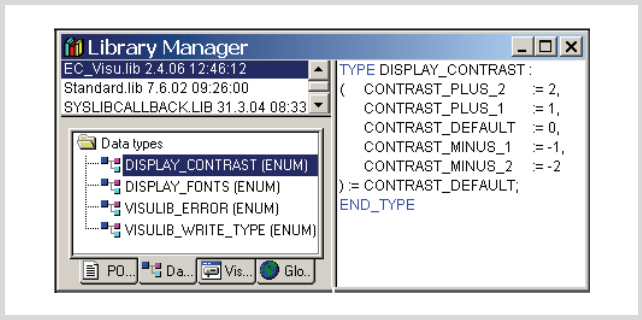 Library Manager
EC_Visu.lib 2.4.06 12:46:12
Standard.lib 7.6.02 09:26:00
SYSLIBCALLBACK.LIB 31.3.04 08:33
Data types
DISPLAY_CONTRAST (ENUM)
DISPLAY_FONTS (ENUM)
VISULIB_ERROR (ENUM)
VISULIB_WRITE_TYPE (ENUM)
PO... Da... Vis... Glo..
TYPE DISPLAY_CONTRAST :
( CONTRAST_PLUS_2 := 2,
CONTRAST_PLUS_1 := 1,
CONTRAST_DEFAULT := 0,
CONTRAST_MINUS_1 := -1,
CONTRAST_MINUS_2 := -2
) := CONTRAST_DEFAULT;
END_TYPE